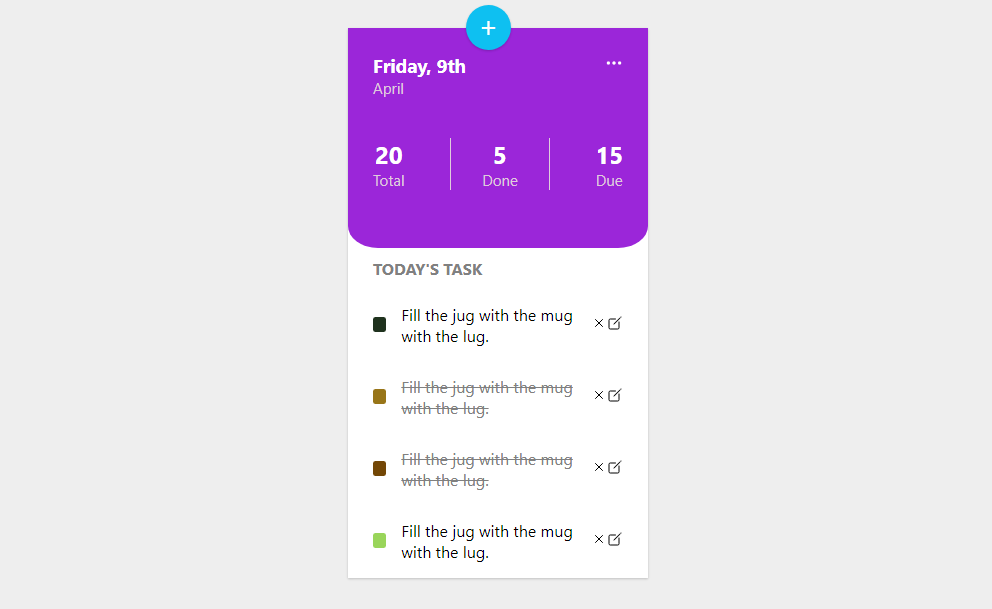 +
Friday, 9th
April
20 5 15
Total Done Due
TODAY'S TASK
Fill the jug with the mug
with the lug.
Fill the jug with the mug
with the lug.
Fill the jug with the mug
with the lug.
Fill the jug with the mug
with the lug.